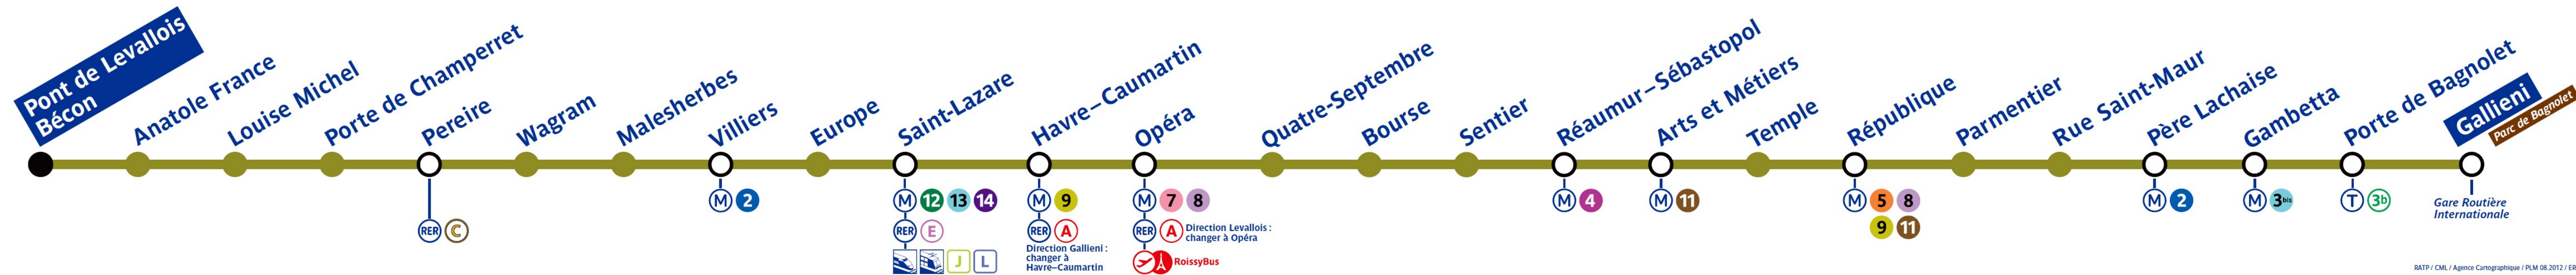 Pont de Levallois
Bécon
Anatole France
Louise Michel
Porte de Champerret
Pereire
Wagram
Malesherbes
Villiers
Europe
Saint-Lazare
Havre–Caumartin
Opéra
Quatre-Septembre
Bourse
Sentier
Réaumur–Sébastopol
Arts et Métiers
Temple
République
Parmentier
Rue Saint-Maur
Père Lachaise
Gambetta
Porte de Bagnolet
Gallieni
Parc de Bagnolet
RER C
M 2
M 12 13 14
RER E
J L
M 9
RER A
Direction Gallieni :
changer à
Havre–Caumartin
M 7 8
RER A
Direction Levallois :
changer à Opéra
RoissyBus
M 4
M 11
M 5 8
9 11
M 2
M 3bis
T 3b
Gare Routière
Internationale
RATP / CML / Agence Cartographique / PLM 08.2012 / EB